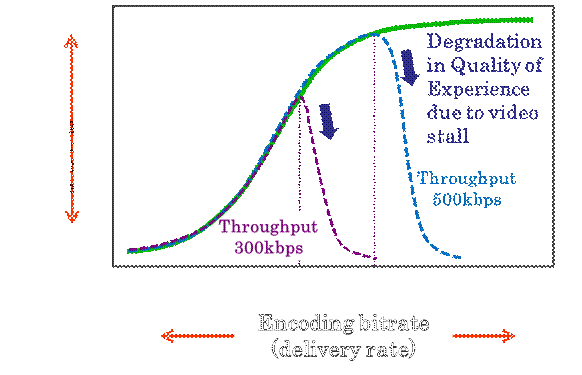 Degradation
in Quality of
Experience
due to video
stall
Throughput
500kbps
Throughput
300kbps
Encoding bitrate
(delivery rate)